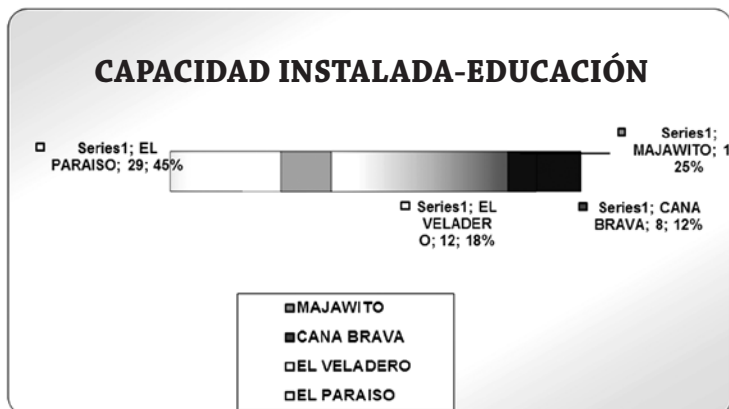 CAPACIDAD INSTALADA-EDUCACIÓN
Series1; EL
PARAISO; 29; 45%
Series1;
MAJAWITO; 1
25%
Series1; EL
VELADER
O; 12; 18%
Series1; CANA
BRAVA; 8; 12%
MAJAWITO
CANA BRAVA
EL VELADERO
EL PARAISO